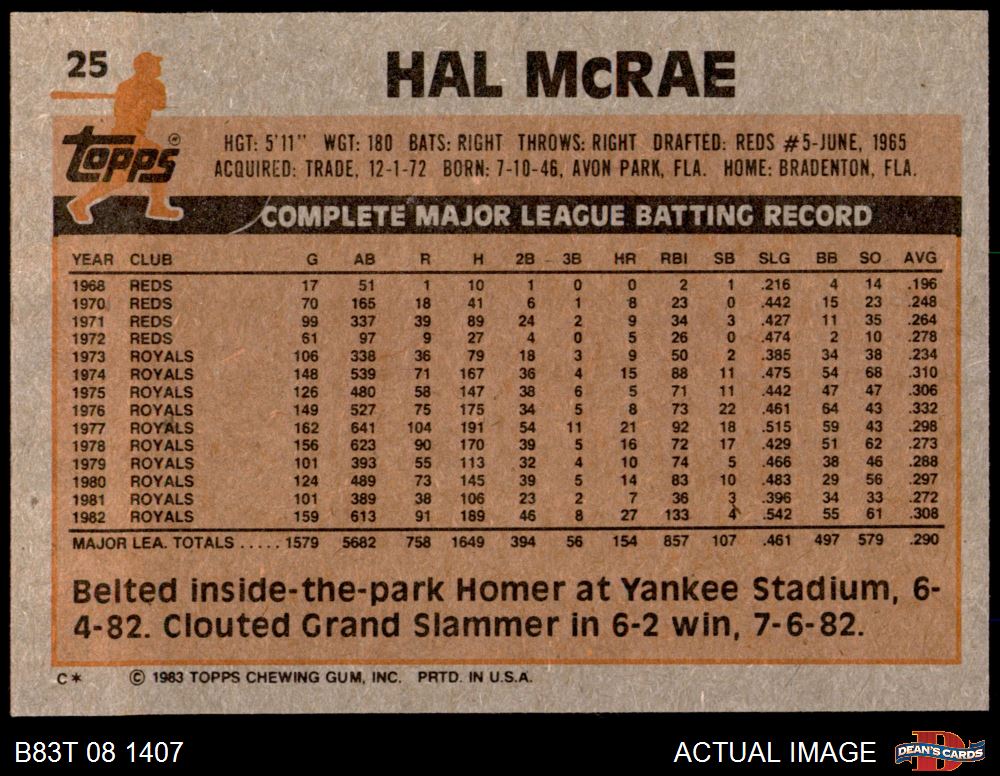 25
HAL McRAE
topps®
HGT: 5'11" WGT: 180 BATS: RIGHT THROWS: RIGHT DRAFTED: REDS #5-JUNE, 1965
ACQUIRED: TRADE, 12-1-72 BORN: 7-10-46, AVON PARK, FLA. HOME: BRADENTON, FLA.
COMPLETE MAJOR LEAGUE BATTING RECORD
YEAR CLUB G AB R H 2B 3B HR RBI SB SLG BB SO AVG
1968 REDS 17 51 1 10 1 0 0 2 1 .216 4 14 .196
1970 REDS 70 165 18 41 6 1 8 23 0 .442 15 23 .248
1971 REDS 99 337 39 89 24 2 9 34 3 .427 11 35 .264
1972 REDS 61 97 9 27 4 0 5 26 0 .474 2 10 .278
1973 ROYALS 106 338 36 79 18 3 9 50 2 .385 34 38 .234
1974 ROYALS 148 539 71 167 36 4 15 88 11 .475 54 68 .310
1975 ROYALS 126 480 58 147 38 6 5 71 11 .442 47 47 .306
1976 ROYALS 149 527 75 175 34 5 8 73 22 .461 64 43 .332
1977 ROYALS 162 641 104 191 54 11 21 92 18 .515 59 43 .298
1978 ROYALS 156 623 90 170 39 5 16 72 17 .429 51 62 .273
1979 ROYALS 101 393 55 113 32 4 10 74 5 .466 38 46 .288
1980 ROYALS 124 489 73 145 39 5 14 83 10 .483 29 56 .297
1981 ROYALS 101 389 38 106 23 2 7 36 3 .396 34 33 .272
1982 ROYALS 159 613 91 189 46 8 27 133 4 .542 55 61 .308
MAJOR LEA. TOTALS ..... 1579 5682 758 1649 394 56 154 857 107 .461 497 579 .290
Belted inside-the-park Homer at Yankee Stadium, 6-
4-82. Clouted Grand Slammer in 6-2 win, 7-6-82.
C* © 1983 TOPPS CHEWING GUM, INC. PRTD. IN U.S.A.
B83T 08 1407 ACTUAL IMAGE D DEAN'S CARDS